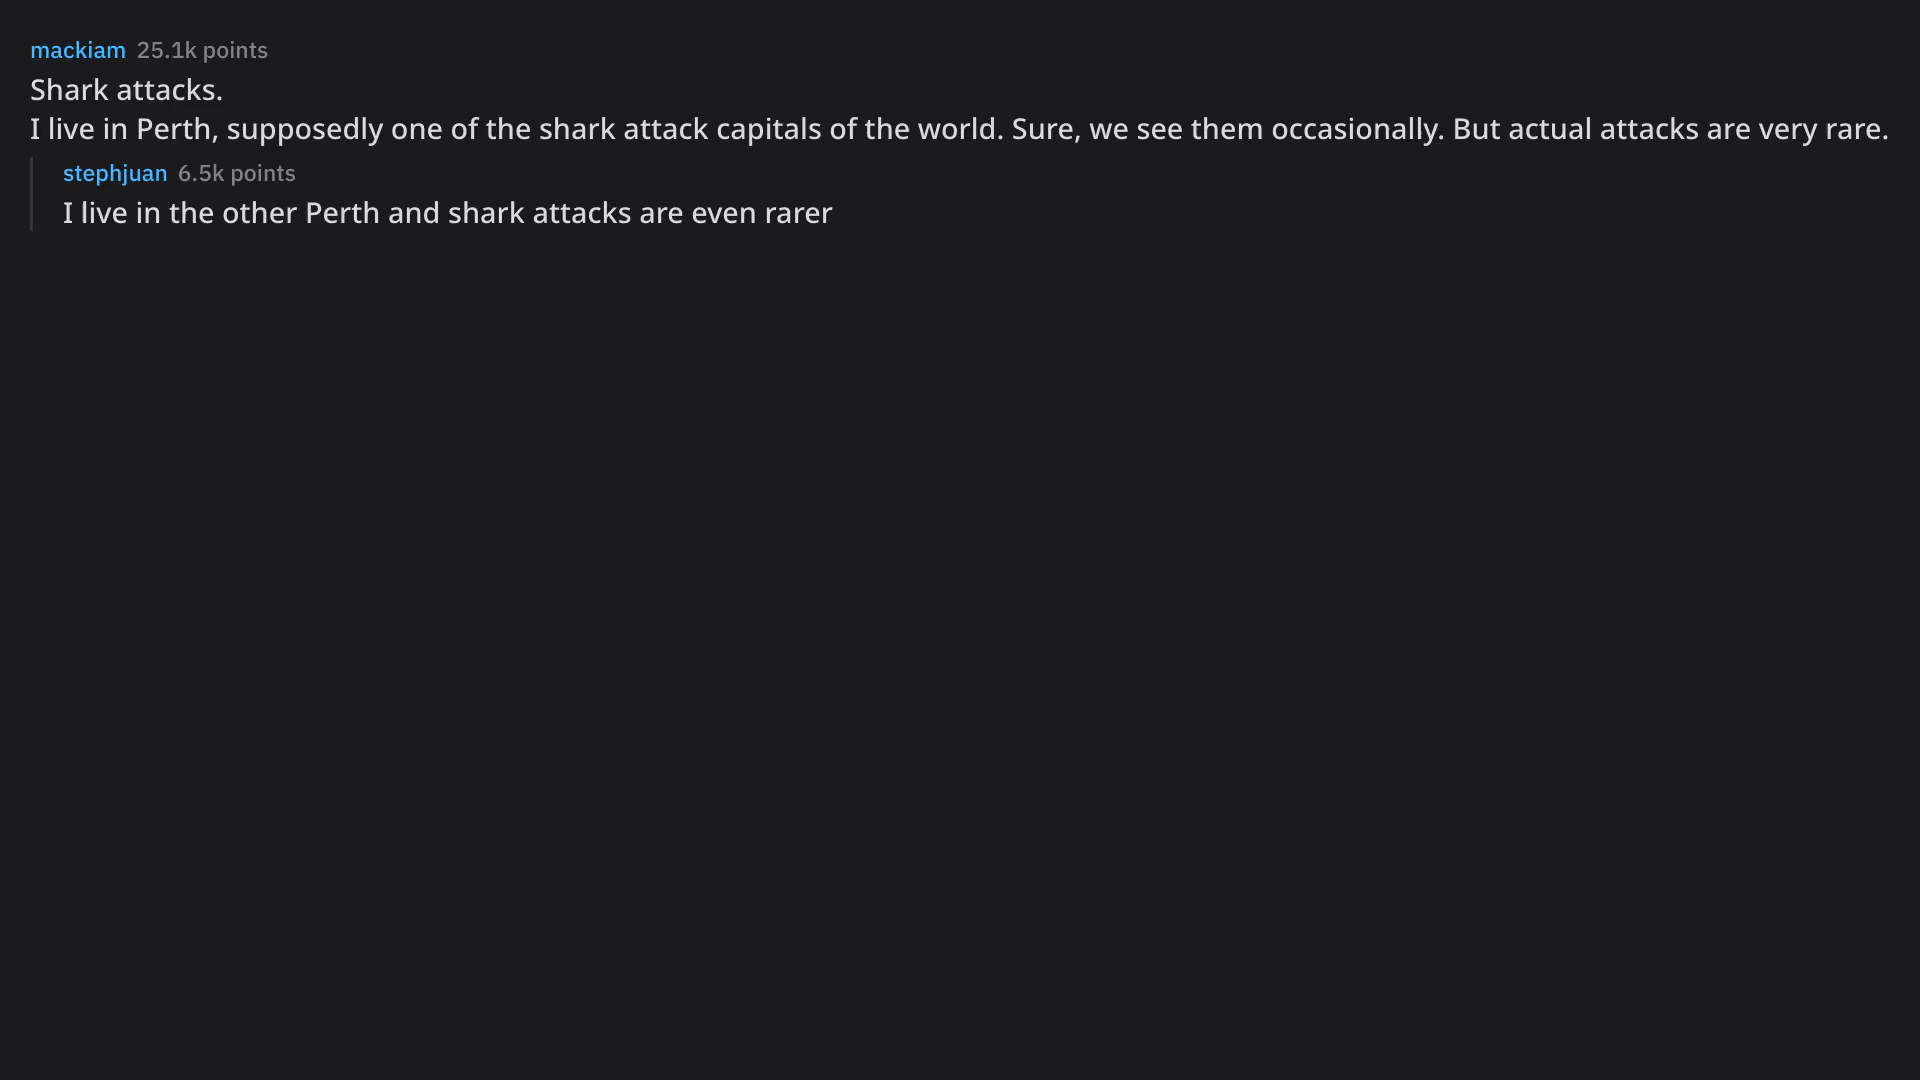 mackiam 25.1k points
Shark attacks.
I live in Perth, supposedly one of the shark attack capitals of the world. Sure, we see them occasionally. But actual attacks are very rare.
stephjuan 6.5k points
I live in the other Perth and shark attacks are even rarer